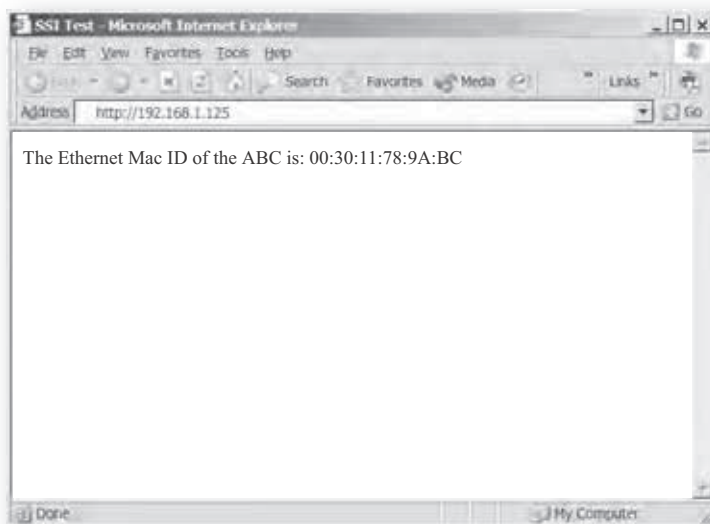 SSI Test - Microsoft Internet Explorer
File Edit View Favorites Tools Help
Back Search Favorites Media Links
Address http://192.168.1.125 Go
The Ethernet Mac ID of the ABC is: 00:30:11:78:9A:BC
Done My Computer